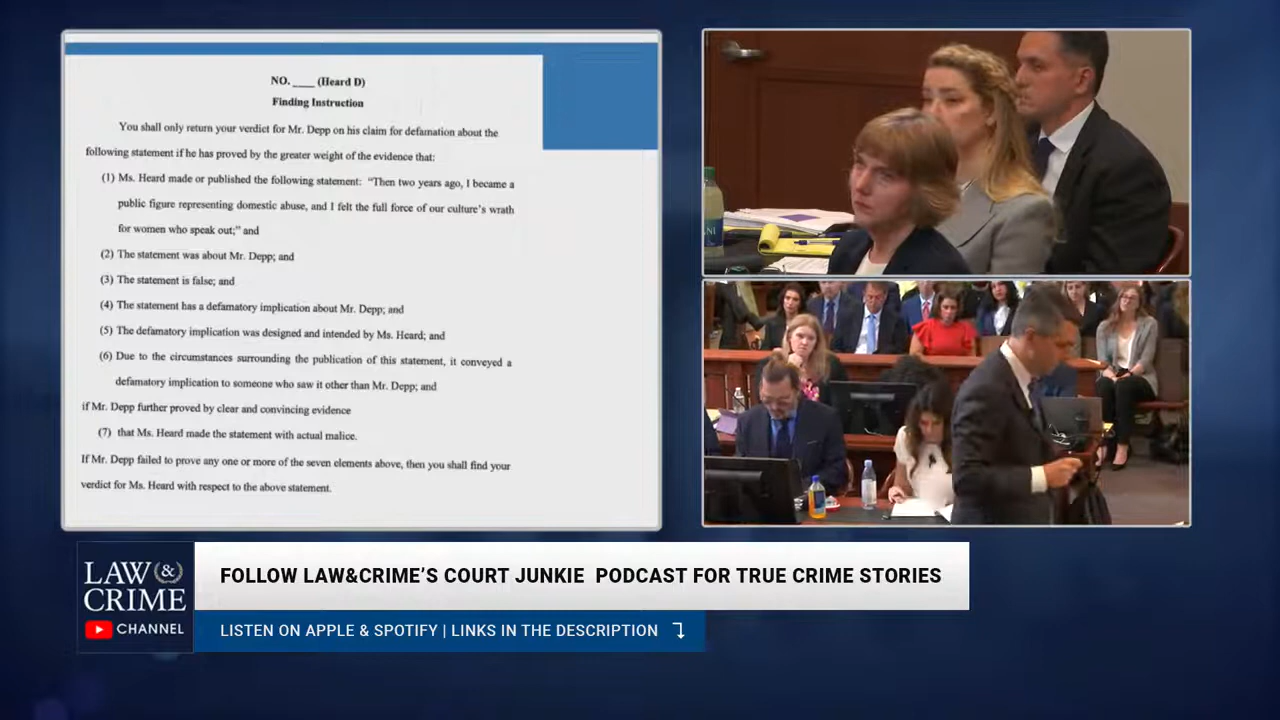 NO. ____ (Heard D)
Finding Instruction
You shall only return your verdict for Mr. Depp on his claim for defamation about the
following statement if he has proved by the greater weight of the evidence that:
(1) Ms. Heard made or published the following statement: “Then two years ago, I became a
public figure representing domestic abuse, and I felt the full force of our culture’s wrath
for women who speak out;” and
(2) The statement was about Mr. Depp; and
(3) The statement is false; and
(4) The statement has a defamatory implication about Mr. Depp; and
(5) The defamatory implication was designed and intended by Ms. Heard; and
(6) Due to the circumstances surrounding the publication of this statement, it conveyed a
defamatory implication to someone who saw it other than Mr. Depp; and
if Mr. Depp further proved by clear and convincing evidence
(7) that Ms. Heard made the statement with actual malice.
If Mr. Depp failed to prove any one or more of the seven elements above, then you shall find your
verdict for Ms. Heard with respect to the above statement.
LAW &
CRIME
CHANNEL
FOLLOW LAW&CRIME’S COURT JUNKIE PODCAST FOR TRUE CRIME STORIES
LISTEN ON APPLE & SPOTIFY | LINKS IN THE DESCRIPTION